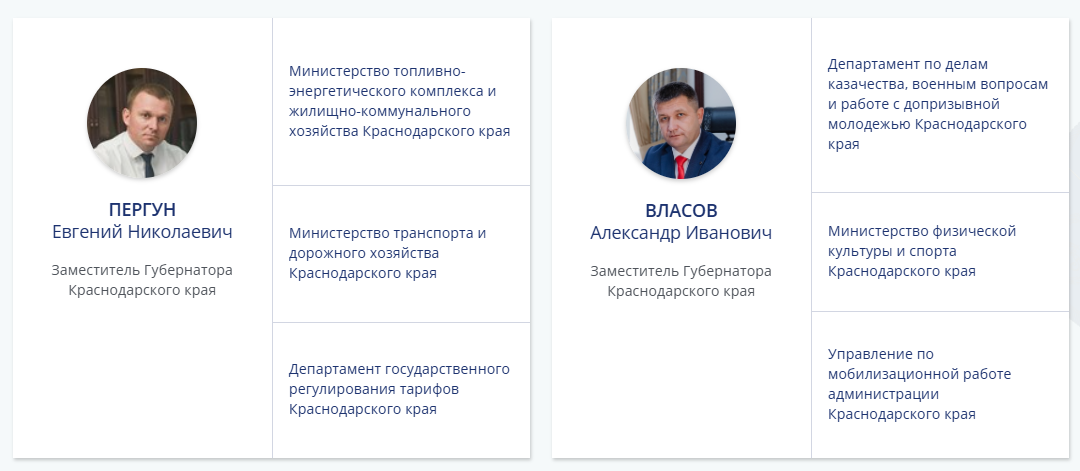 ПЕРГУН
Евгений Николаевич
Заместитель Губернатора
Краснодарского края
Министерство топливно-
энергетического комплекса и
жилищно-коммунального
хозяйства Краснодарского края
Министерство транспорта и
дорожного хозяйства
Краснодарского края
Департамент государственного
регулирования тарифов
Краснодарского края
ВЛАСОВ
Александр Иванович
Заместитель Губернатора
Краснодарского края
Департамент по делам
казачества, военным вопросам
и работе с допризывной
молодежью Краснодарского
края
Министерство физической
культуры и спорта
Краснодарского края
Управление по
мобилизационной работе
администрации
Краснодарского края